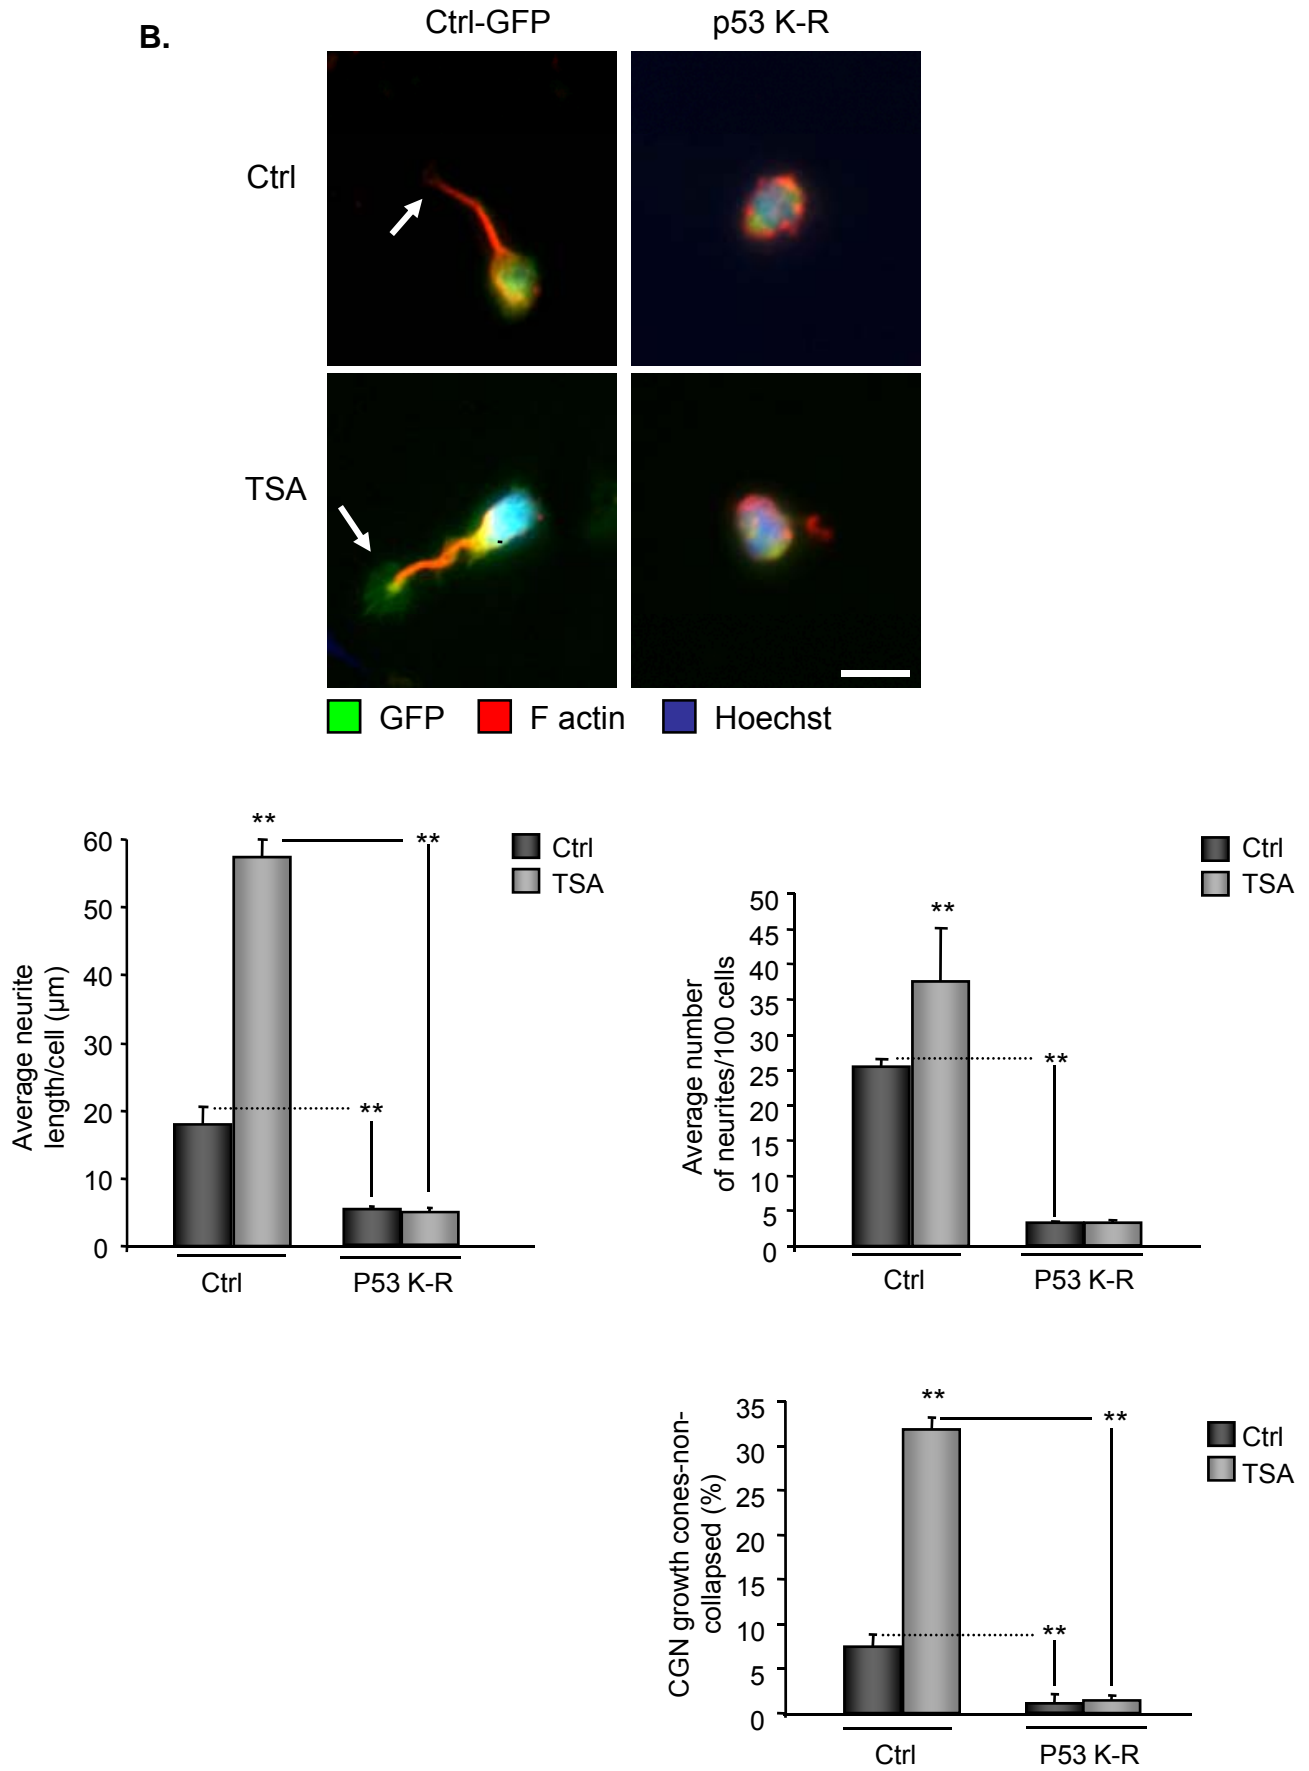 B.
Ctrl-GFP
p53 K-R
Ctrl
TSA
GFP
F actin
Hoechst
Average neurite
length/cell (µm)
60
50
40
30
20
10
0
**
**
**
Ctrl
TSA
Ctrl
P53 K-R
Average number
of neurites/100 cells
50
45
40
35
30
25
20
15
10
5
0
**
**
Ctrl
TSA
Ctrl
P53 K-R
CGN growth cones-non-
collapsed (%)
35
30
25
20
15
10
5
0
**
**
**
Ctrl
TSA
Ctrl
P53 K-R